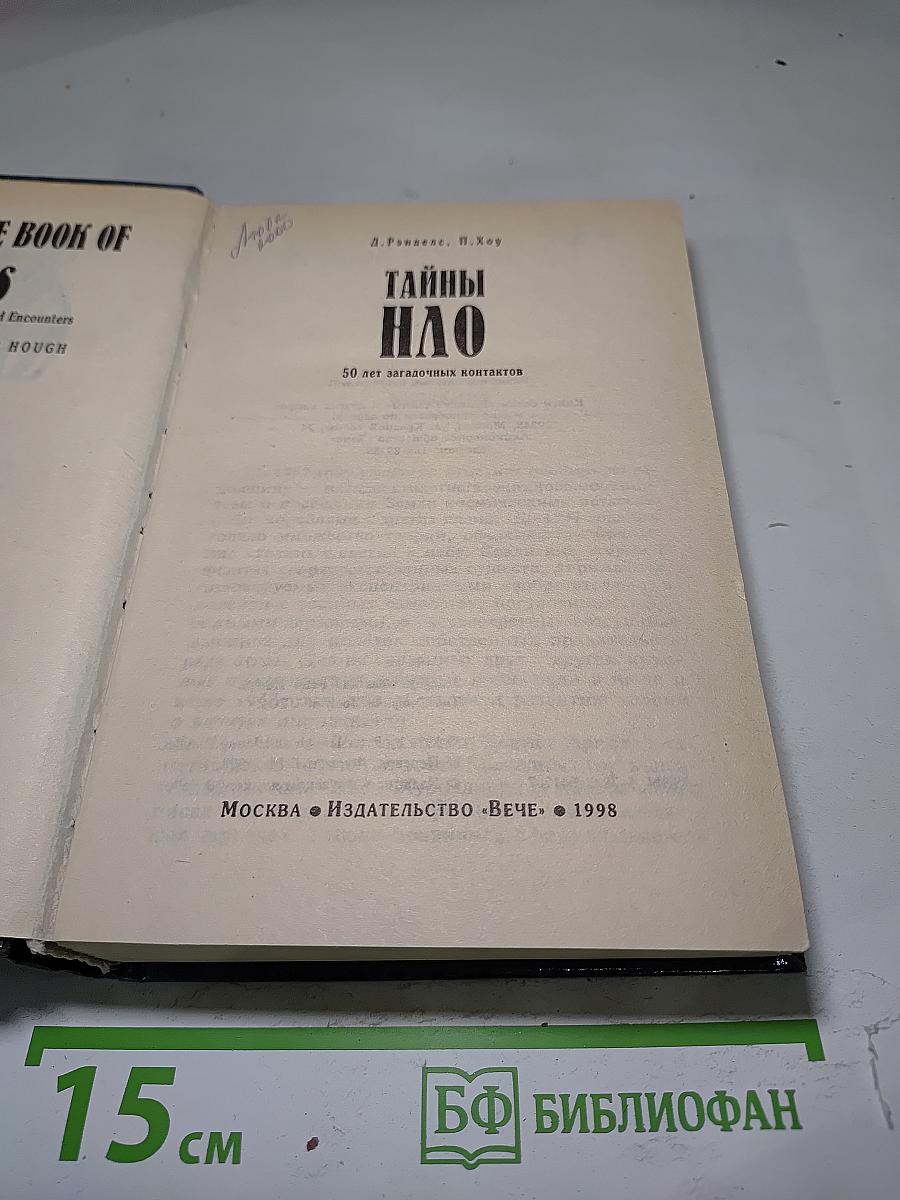 E BOOK OF
d Encounters
HOUGH
Д. Рэнделс, П. Хоу
ТАЙНЫ
НЛО
50 лет загадочных контактов
Москва ● Издательство «Вече» ● 1998
15 см
БФ БИБЛИОФАН